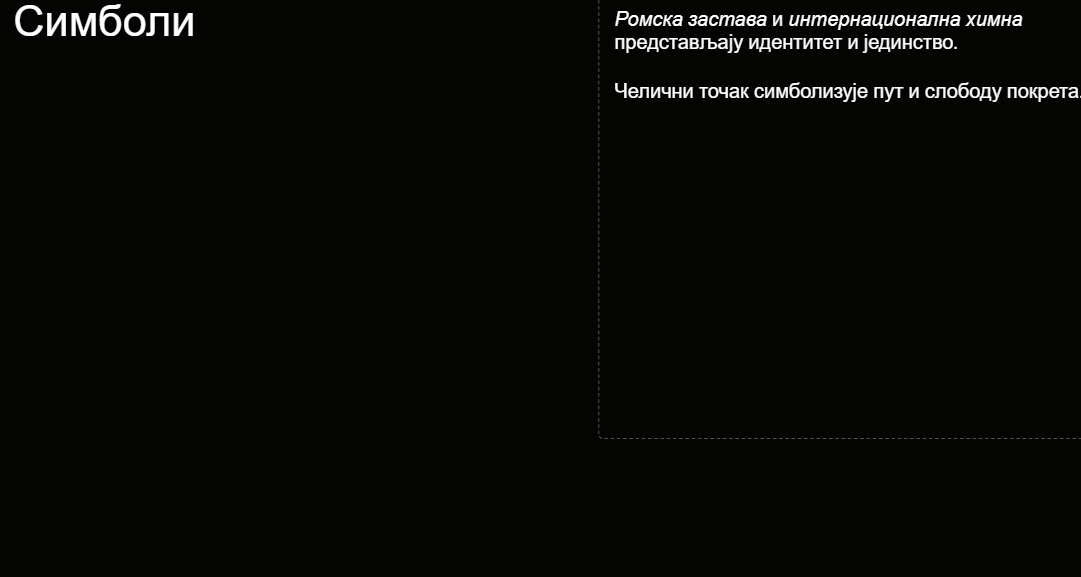 Симболи
Ромска застава и интернационална химна
представљају идентитет и јединство.
Челични точак симболизује пут и слободу покрета.